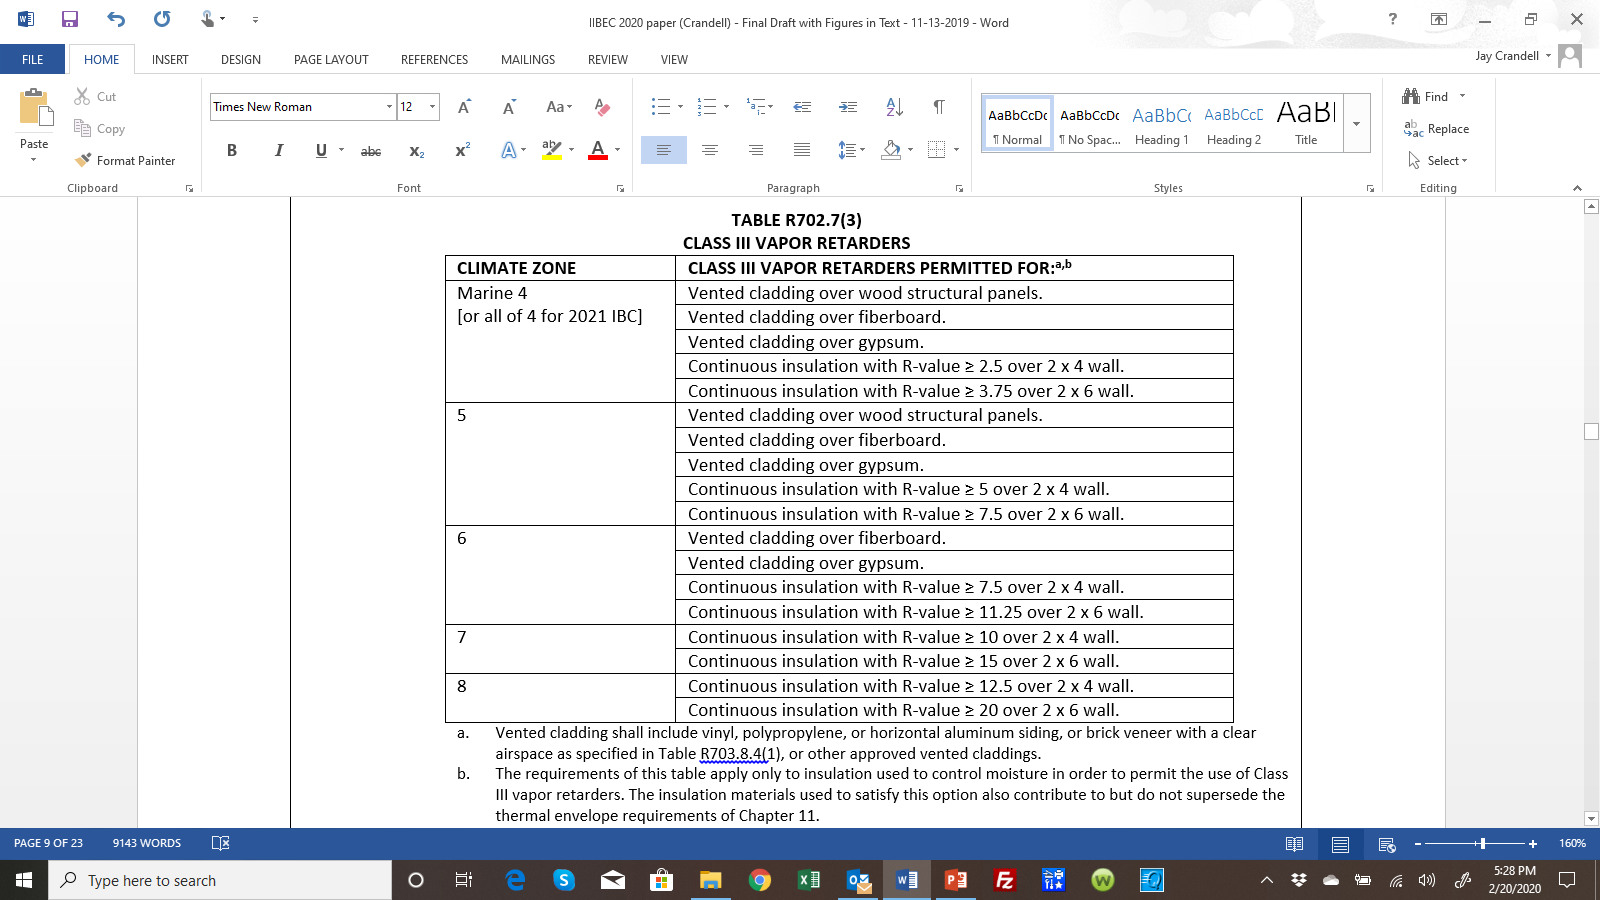 IIBEC 2020 paper (Crandell) - Final Draft with Figures in Text - 11-13-2019 - Word
FILE HOME INSERT DESIGN PAGE LAYOUT REFERENCES MAILINGS REVIEW VIEW Jay Crandell
Paste
Cut
Copy
Format Painter
Clipboard
Times New Roman 12
Font
Paragraph
AaBbCcDc AaBbCcDc AaBbCc AaBbCcD AaBl
¶ Normal ¶ No Spac... Heading 1 Heading 2 Title
Styles
Find
Replace
Select
Editing
TABLE R702.7(3)
CLASS III VAPOR RETARDERS
CLIMATE ZONE CLASS III VAPOR RETARDERS PERMITTED FOR:a,b
Marine 4 Vented cladding over wood structural panels.
[or all of 4 for 2021 IBC] Vented cladding over fiberboard.
Vented cladding over gypsum.
Continuous insulation with R-value ≥ 2.5 over 2 x 4 wall.
Continuous insulation with R-value ≥ 3.75 over 2 x 6 wall.
5 Vented cladding over wood structural panels.
Vented cladding over fiberboard.
Vented cladding over gypsum.
Continuous insulation with R-value ≥ 5 over 2 x 4 wall.
Continuous insulation with R-value ≥ 7.5 over 2 x 6 wall.
6 Vented cladding over fiberboard.
Vented cladding over gypsum.
Continuous insulation with R-value ≥ 7.5 over 2 x 4 wall.
Continuous insulation with R-value ≥ 11.25 over 2 x 6 wall.
7 Continuous insulation with R-value ≥ 10 over 2 x 4 wall.
Continuous insulation with R-value ≥ 15 over 2 x 6 wall.
8 Continuous insulation with R-value ≥ 12.5 over 2 x 4 wall.
Continuous insulation with R-value ≥ 20 over 2 x 6 wall.
a. Vented cladding shall include vinyl, polypropylene, or horizontal aluminum siding, or brick veneer with a clear
airspace as specified in Table R703.8.4(1), or other approved vented claddings.
b. The requirements of this table apply only to insulation used to control moisture in order to permit the use of Class
III vapor retarders. The insulation materials used to satisfy this option also contribute to but do not supersede the
thermal envelope requirements of Chapter 11.
PAGE 9 OF 23 9143 WORDS 160%
Type here to search
5:28 PM
2/20/2020